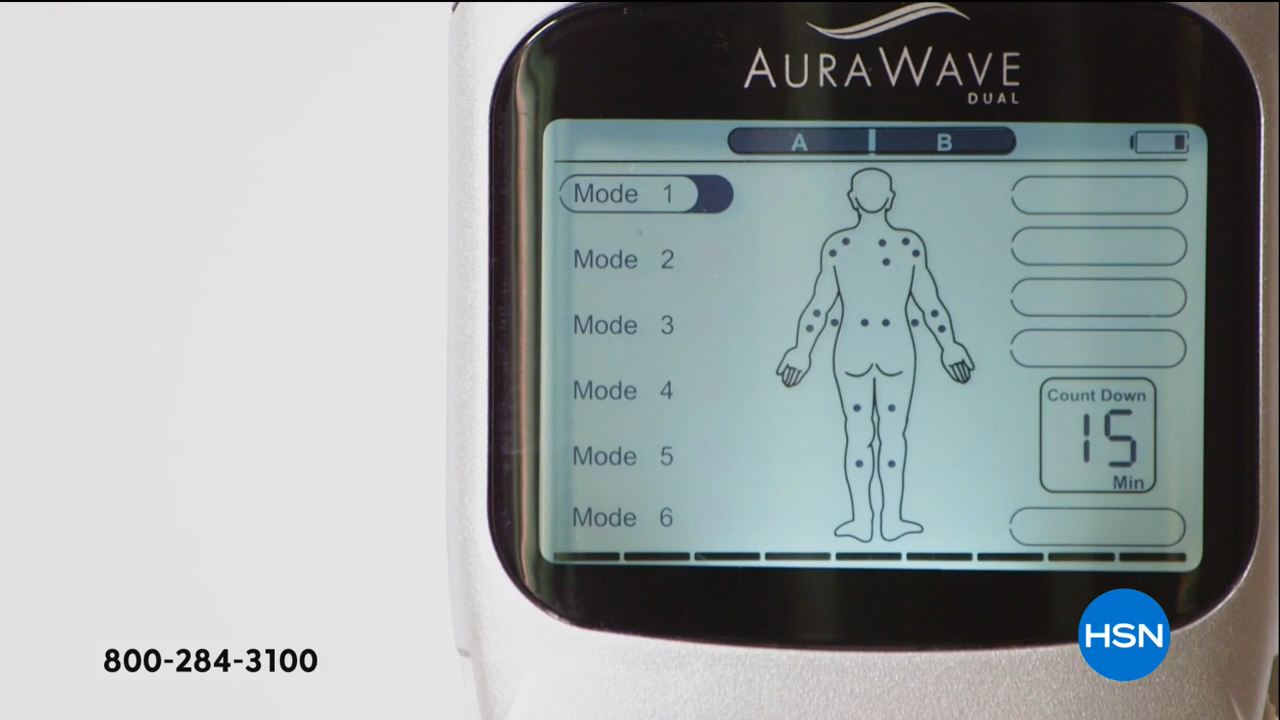 AURAWAVE
DUAL
A B
Mode 1
Mode 2
Mode 3
Mode 4
Mode 5
Mode 6
Count Down
15
Min
800-284-3100
HSN